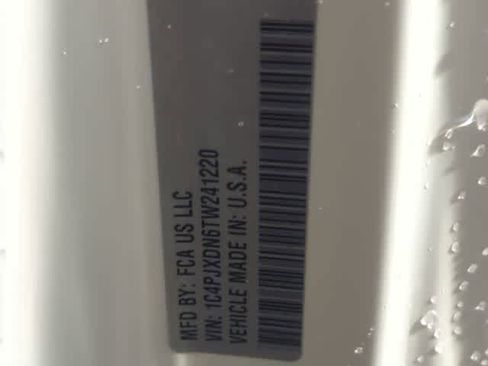 MFD BY: FCA US LLC
VIN: 1C4PJXDN6TW241220
VEHICLE MADE IN: U.S.A.